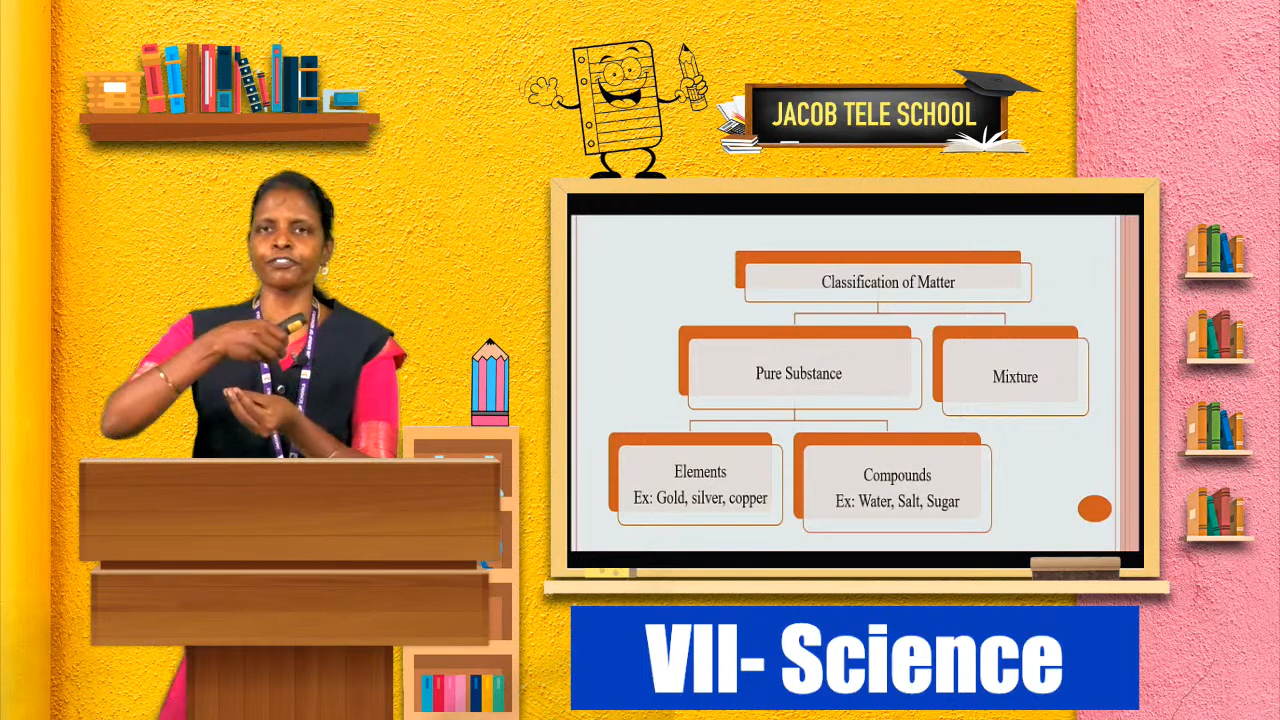 JACOB TELE SCHOOL
Classification of Matter
Pure Substance
Mixture
Elements
Ex: Gold, silver, copper
Compounds
Ex: Water, Salt, Sugar
VII- Science